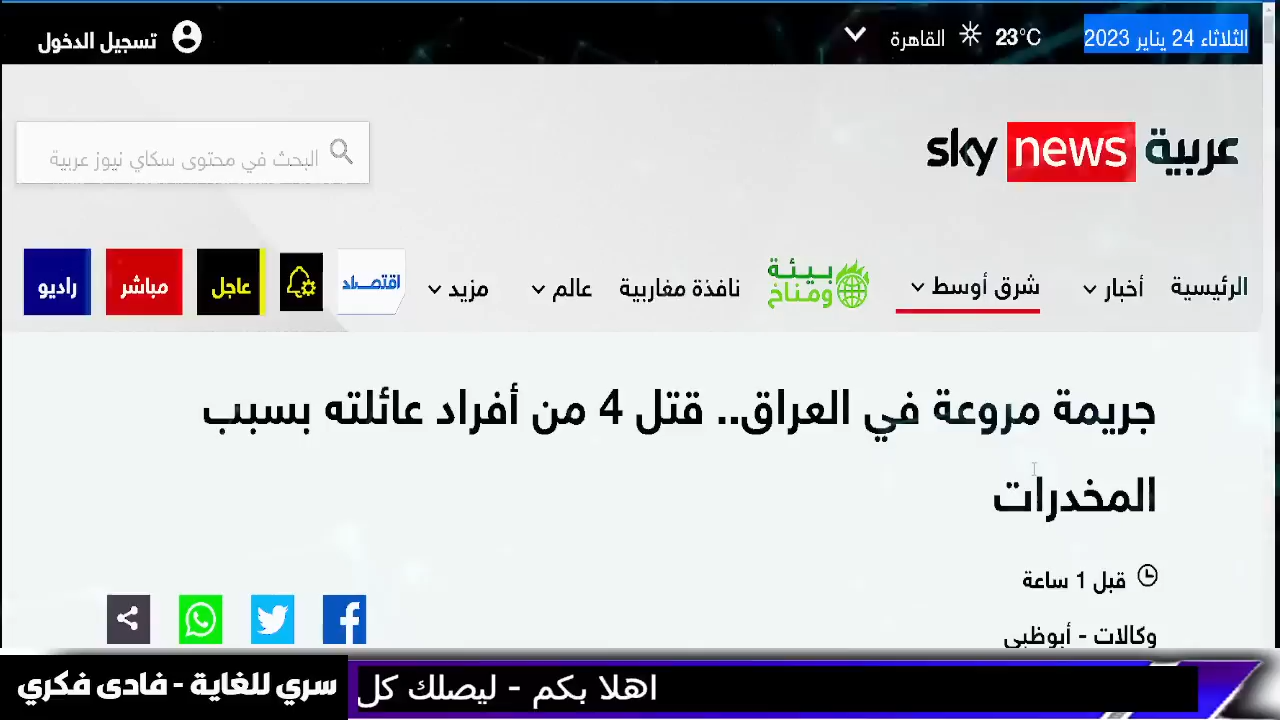 الثلاثاء 24 يناير 2023
23°C
القاهرة
تسجيل الدخول
sky news عربية
البحث في محتوى سكاي نيوز عربية
الرئيسية
أخبار
شرق أوسط
بيئة
ومناخ
نافذة مغاربية
عالم
مزيد
اقتصاد
عاجل
مباشر
راديو
جريمة مروعة في العراق.. قتل 4 من أفراد عائلته بسبب
المخدرات
قبل 1 ساعة
وكالات - أبوظبي
اهلا بكم - ليصلك كل
سري للغاية - فادى فكري